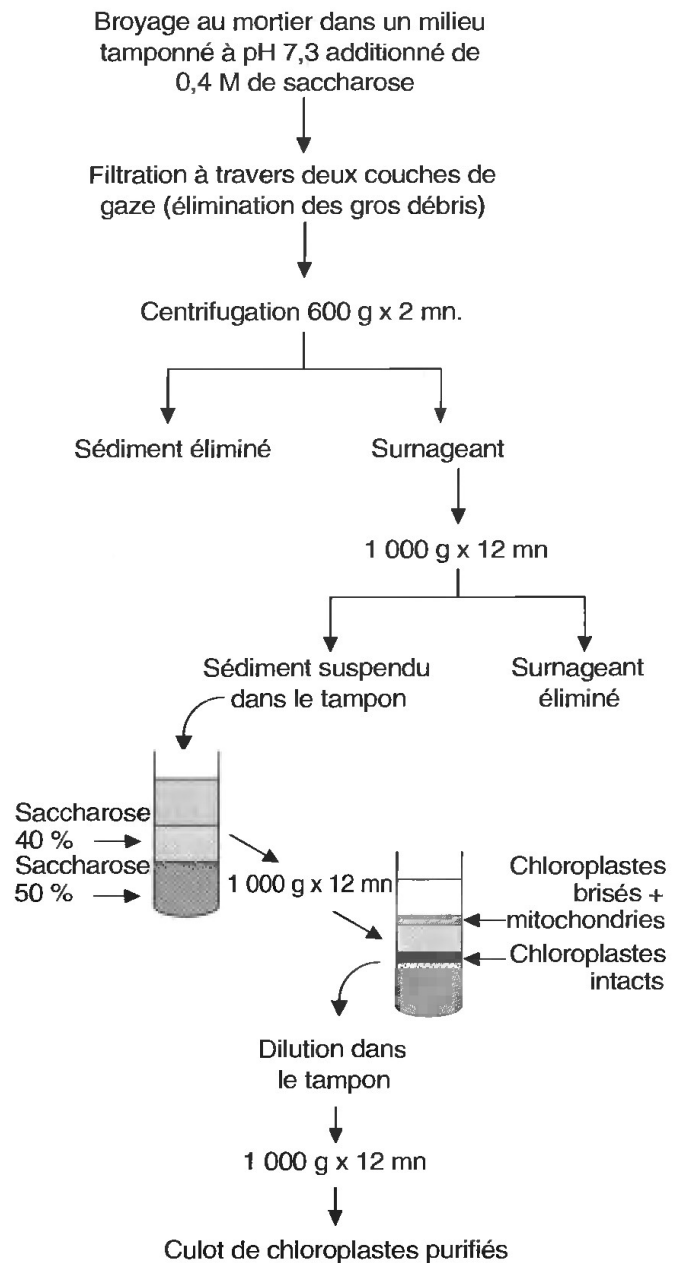 Broyage au mortier dans un milieu
tamponné à pH 7,3 additionné de
0,4 M de saccharose
Filtration à travers deux couches de
gaze (élimination des gros débris)
Centrifugation 600 g x 2 mn.
Sédiment éliminé
Surnageant
1 000 g x 12 mn
Sédiment suspendu
dans le tampon
Surnageant
éliminé
Saccharose
40 %
Saccharose
50 %
1 000 g x 12 mn
Chloroplastes
brisés +
mitochondries
Chloroplastes
intacts
Dilution dans
le tampon
1 000 g x 12 mn
Culot de chloroplastes purifiés